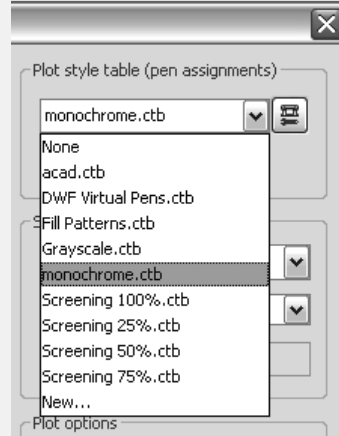 Plot style table (pen assignments)
monochrome.ctb
None
acad.ctb
DWF Virtual Pens.ctb
Fill Patterns.ctb
Grayscale.ctb
monochrome.ctb
Screening 100%.ctb
Screening 25%.ctb
Screening 50%.ctb
Screening 75%.ctb
New...
Plot options